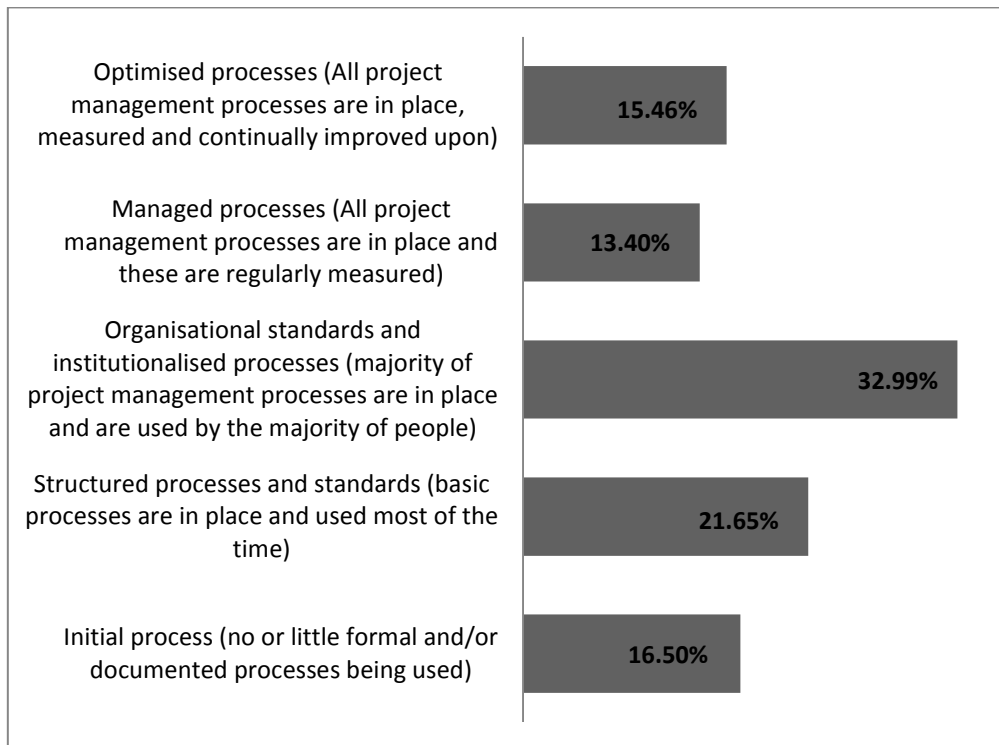 Optimised processes (All project
management processes are in place,
measured and continually improved upon)
15.46%
Managed processes (All project
management processes are in place and
these are regularly measured)
13.40%
Organisational standards and
institutionalised processes (majority of
project management processes are in place
and are used by the majority of people)
32.99%
Structured processes and standards (basic
processes are in place and used most of the
time)
21.65%
Initial process (no or little formal and/or
documented processes being used)
16.50%